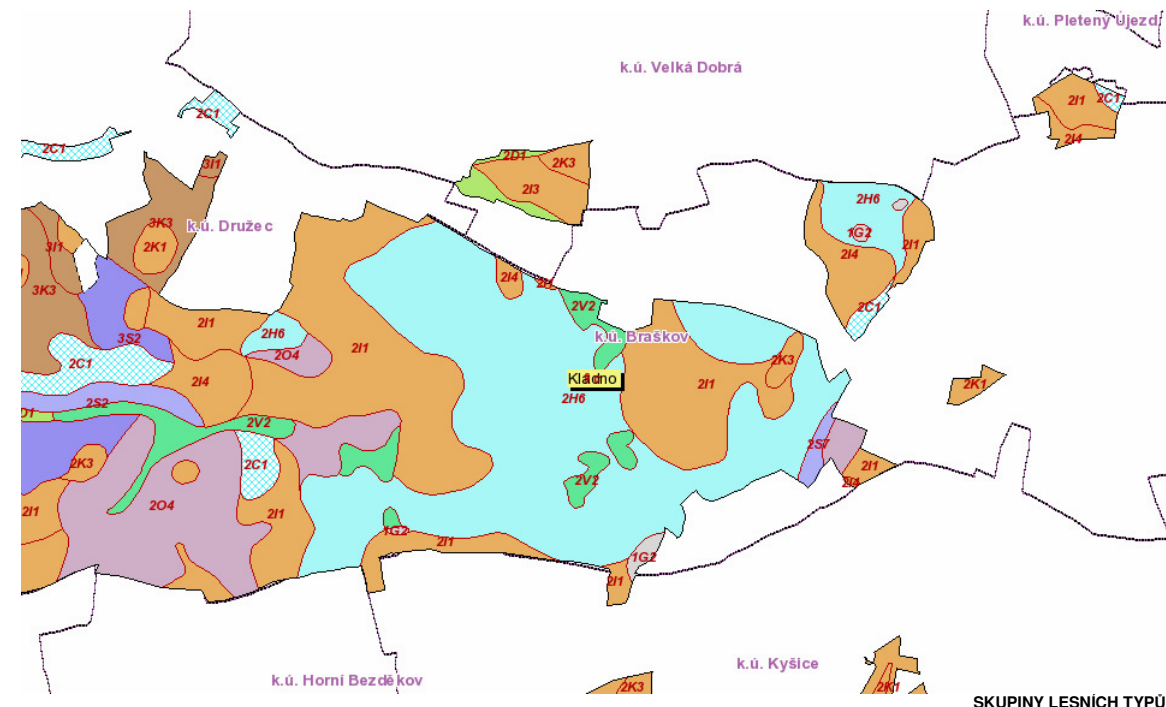 k.ú. Pletený Újezd
k.ú. Velká Dobrá
2I1
2C1
2C1
2I4
2C1
2D1
2K3
3I1
2I3
2H6
3K3
k.ú. Družec
1G2
2K1
3I1
2I4
2I1
2I4
3K3
2C1
2V2
2I1
3S2
2H6
k.ú. Braškov
2I1
2O4
2K3
2C1
2I4
Kladno
2I1
2K1
2S2
2H6
D1
2V2
2S7
2K3
2C1
2I1
2V2
2I4
2O4
2I1
2I1
1G2
2I1
1G2
2I1
k.ú. Kyšice
k.ú. Horní Bezděkov
2K3
2K1
SKUPINY LESNÍCH TYPŮ